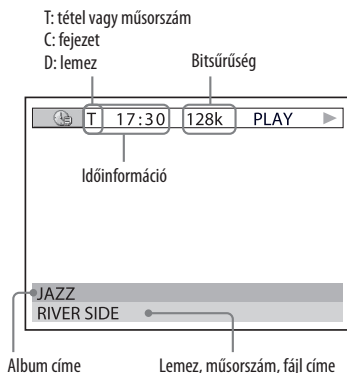 T: tétel vagy műsorszám
C: fejezet
D: lemez
Bitsűrűség
T 17:30 128k PLAY
Időinformáció
JAZZ
RIVER SIDE
Album címe
Lemez, műsorszám, fájl címe